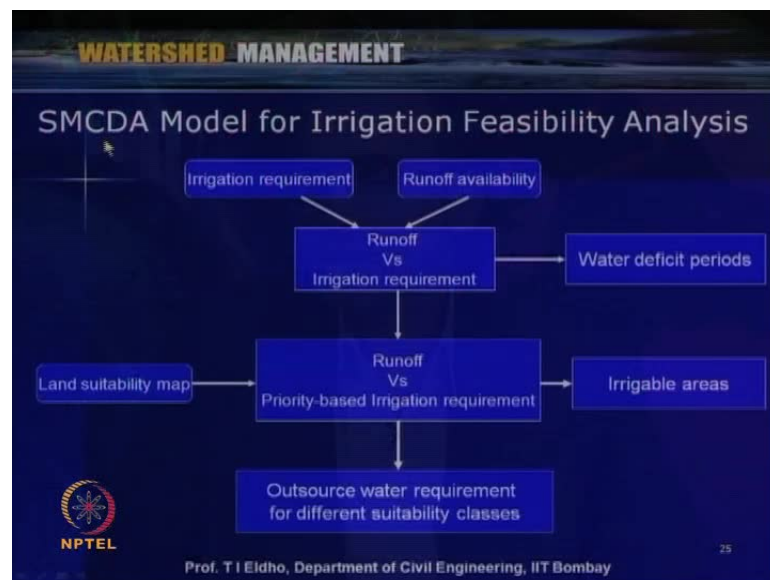 WATERSHED MANAGEMENT
SMCDA Model for Irrigation Feasibility Analysis
Irrigation requirement
Runoff availability
Runoff
Vs
Irrigation requirement
Water deficit periods
Land suitability map
Runoff
Vs
Priority-based Irrigation requirement
Irrigable areas
Outsource water requirement
for different suitability classes
NPTEL
25
Prof. T I Eldho, Department of Civil Engineering, IIT Bombay